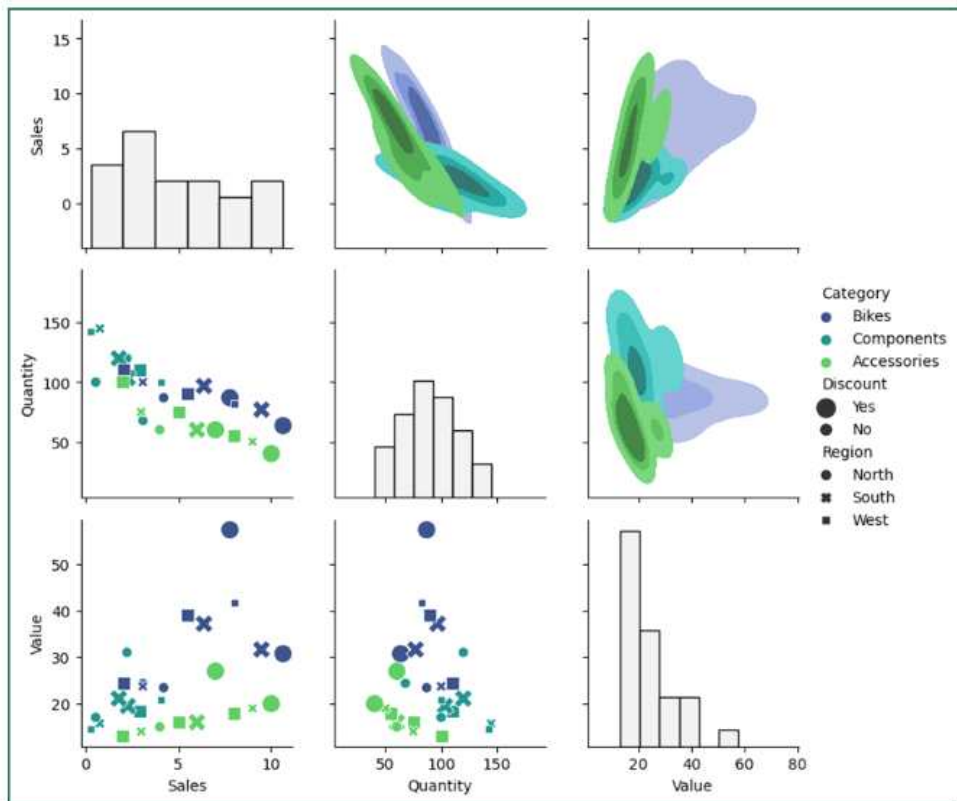 15
10
5
0
Sales
150
100
50
Quantity
50
40
30
20
Value
0
5
10
Sales
50
100
150
Quantity
20
40
60
80
Value
Category
Bikes
Components
Accessories
Discount
Yes
No
Region
North
South
West